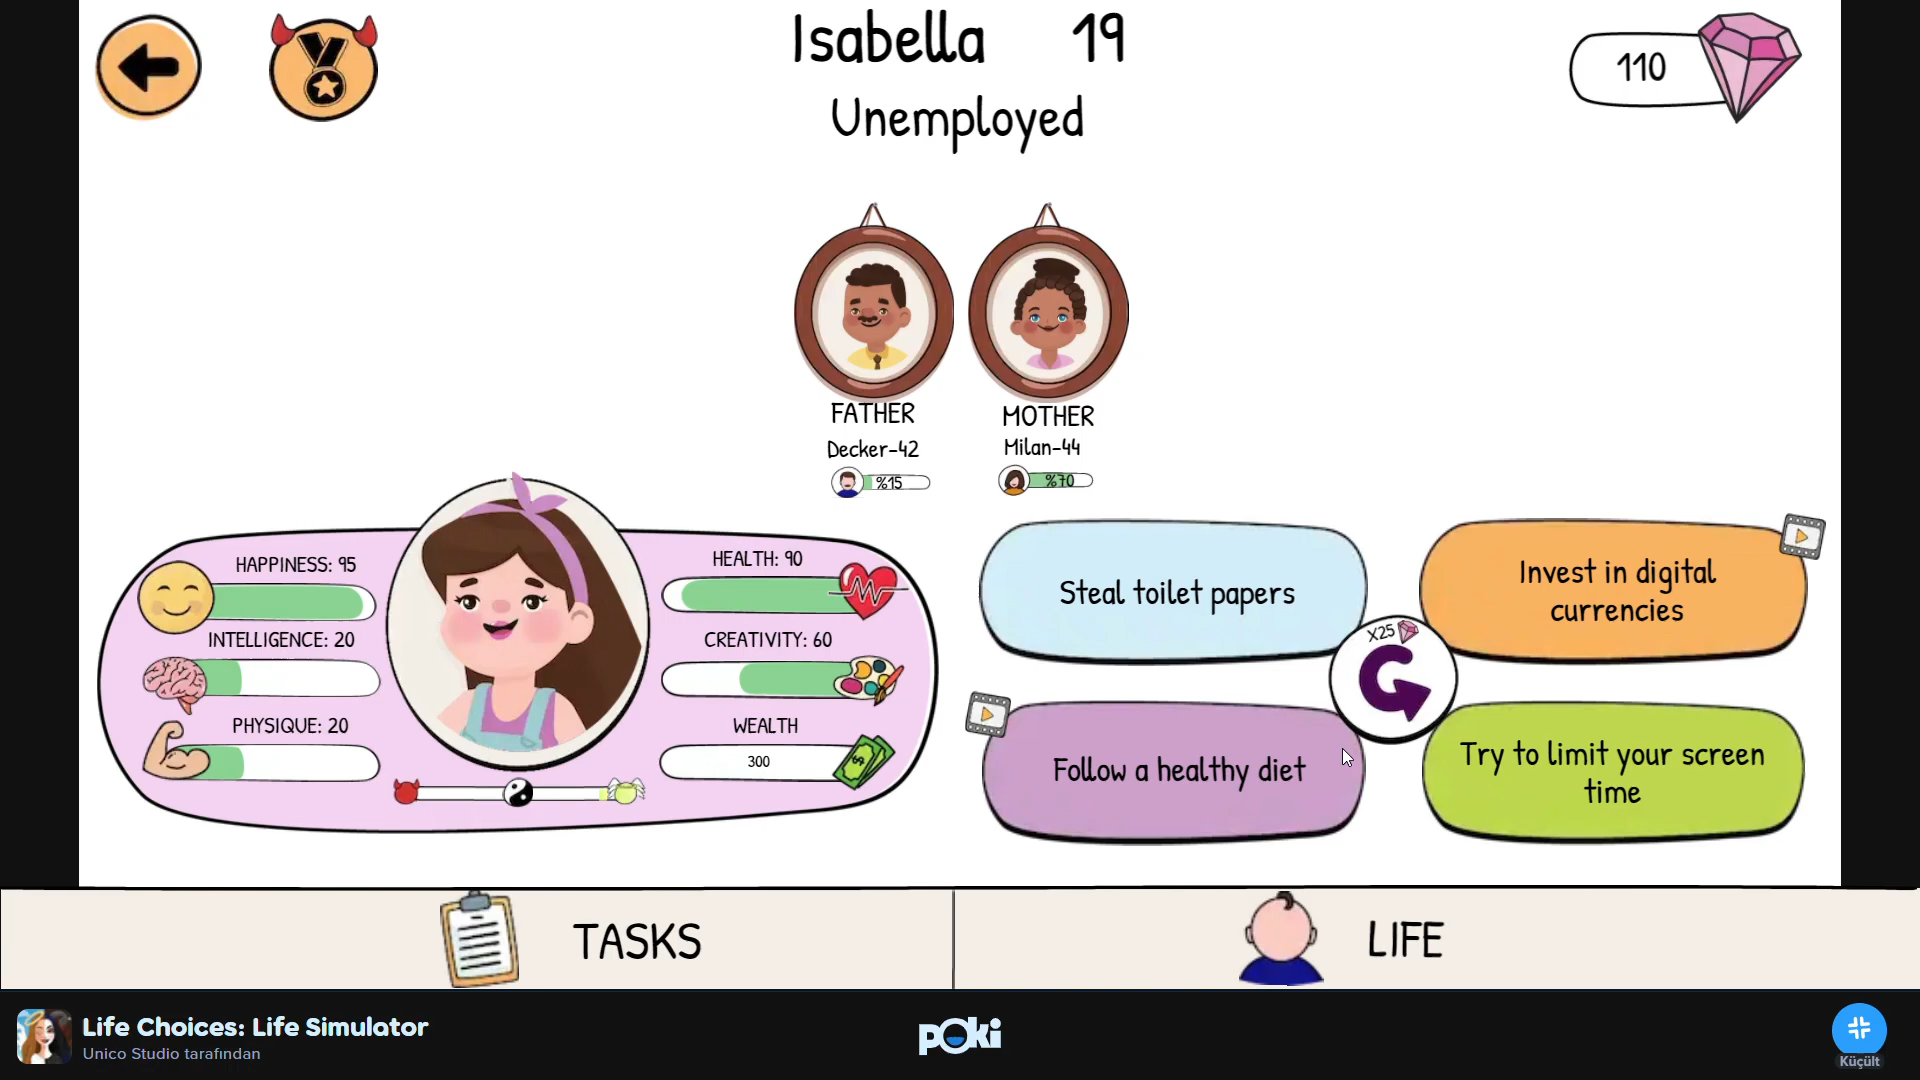 Isabella 19
Unemployed
110
FATHER
Decker-42
%15
MOTHER
Milan-44
%70
HAPPINESS: 95
INTELLIGENCE: 20
PHYSIQUE: 20
HEALTH: 90
CREATIVITY: 60
WEALTH
300
Steal toilet papers
Invest in digital
currencies
X25
Follow a healthy diet
Try to limit your screen
time
TASKS
LIFE
Life Choices: Life Simulator
Unico Studio tarafından
poki
Küçült